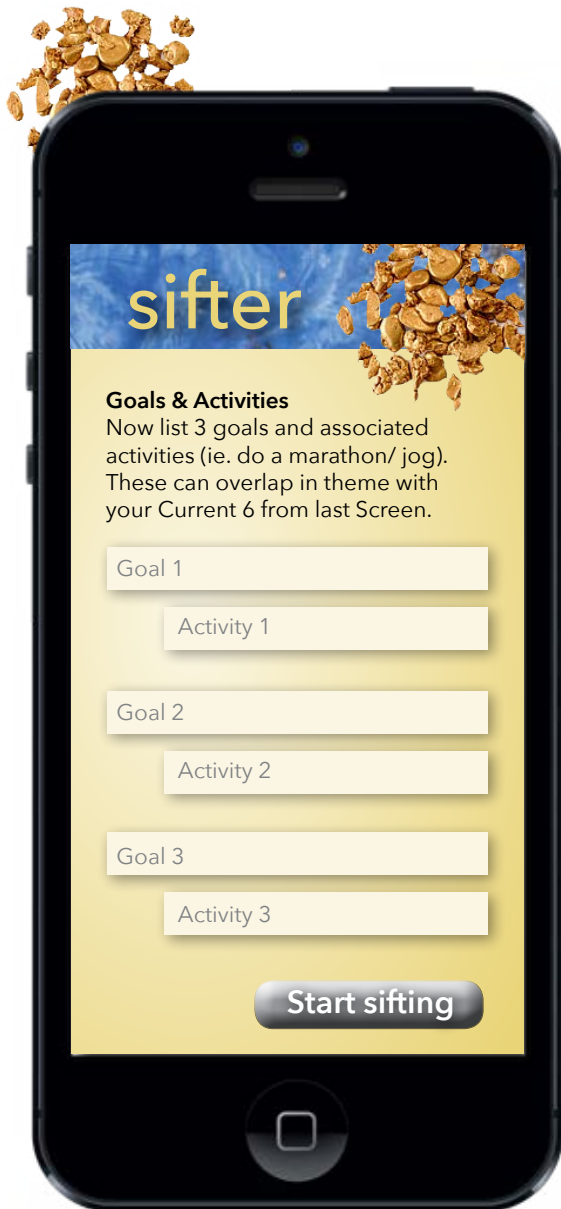 sifter
Goals & Activities
Now list 3 goals and associated
activities (ie. do a marathon/ jog).
These can overlap in theme with
your Current 6 from last Screen.
Goal 1
Activity 1
Goal 2
Activity 2
Goal 3
Activity 3
Start sifting